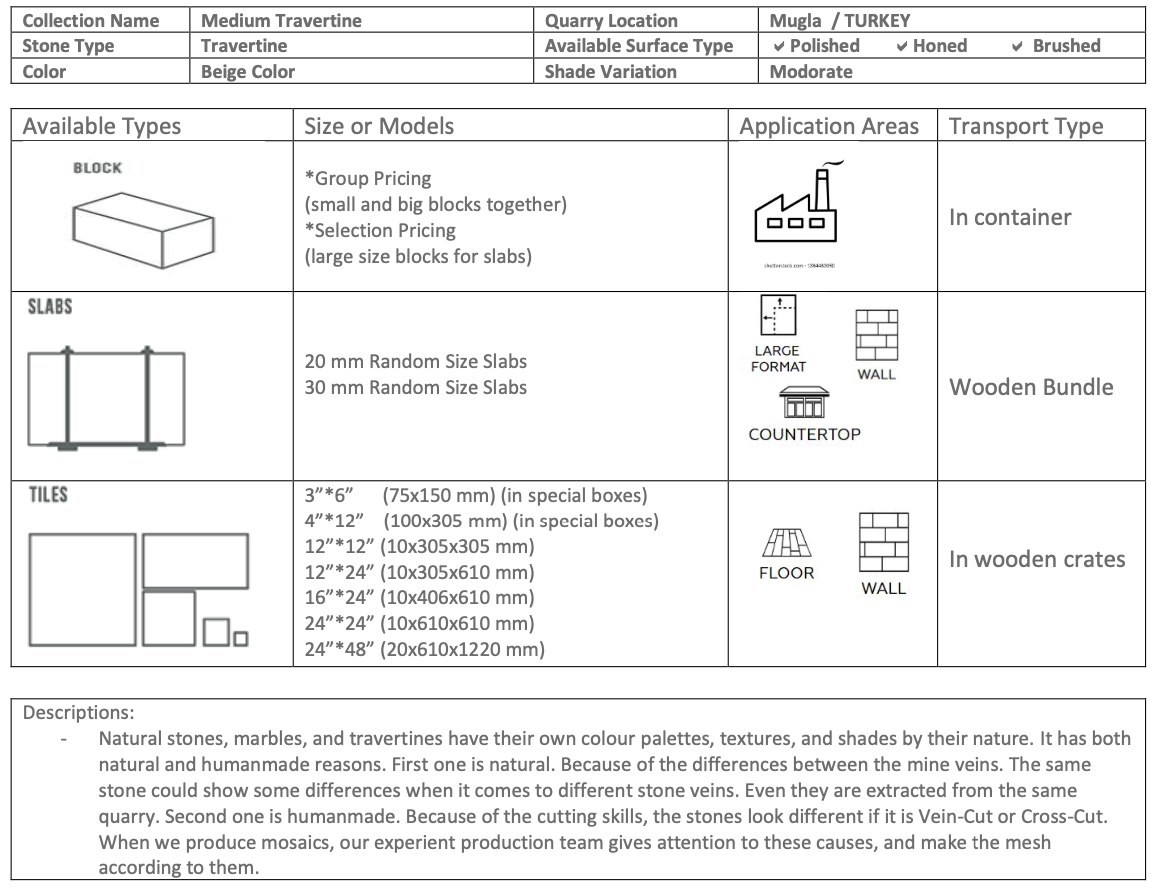 Collection Name Medium Travertine Quarry Location Mugla / TURKEY
Stone Type Travertine Available Surface Type ✓ Polished ✓ Honed ✓ Brushed
Color Beige Color Shade Variation Modorate
Available Types Size or Models Application Areas Transport Type
BLOCK
*Group Pricing
(small and big blocks together)
*Selection Pricing
(large size blocks for slabs)
In container
SLABS
20 mm Random Size Slabs
30 mm Random Size Slabs
LARGE
FORMAT
WALL
COUNTERTOP
Wooden Bundle
TILES
3”*6” (75x150 mm) (in special boxes)
4”*12” (100x305 mm) (in special boxes)
12”*12” (10x305x305 mm)
12”*24” (10x305x610 mm)
16”*24” (10x406x610 mm)
24”*24” (10x610x610 mm)
24”*48” (20x610x1220 mm)
FLOOR
WALL
In wooden crates
Descriptions:
- Natural stones, marbles, and travertines have their own colour palettes, textures, and shades by their nature. It has both
natural and humanmade reasons. First one is natural. Because of the differences between the mine veins. The same
stone could show some differences when it comes to different stone veins. Even they are extracted from the same
quarry. Second one is humanmade. Because of the cutting skills, the stones look different if it is Vein-Cut or Cross-Cut.
When we produce mosaics, our experient production team gives attention to these causes, and make the mesh
according to them.